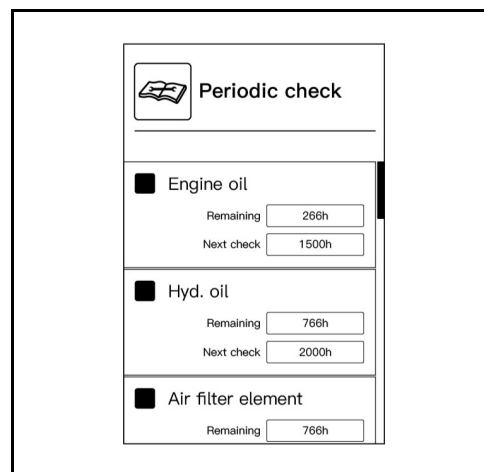 Periodic check
Engine oil
Remaining 266h
Next check 1500h
Hyd. oil
Remaining 766h
Next check 2000h
Air filter element
Remaining 766h